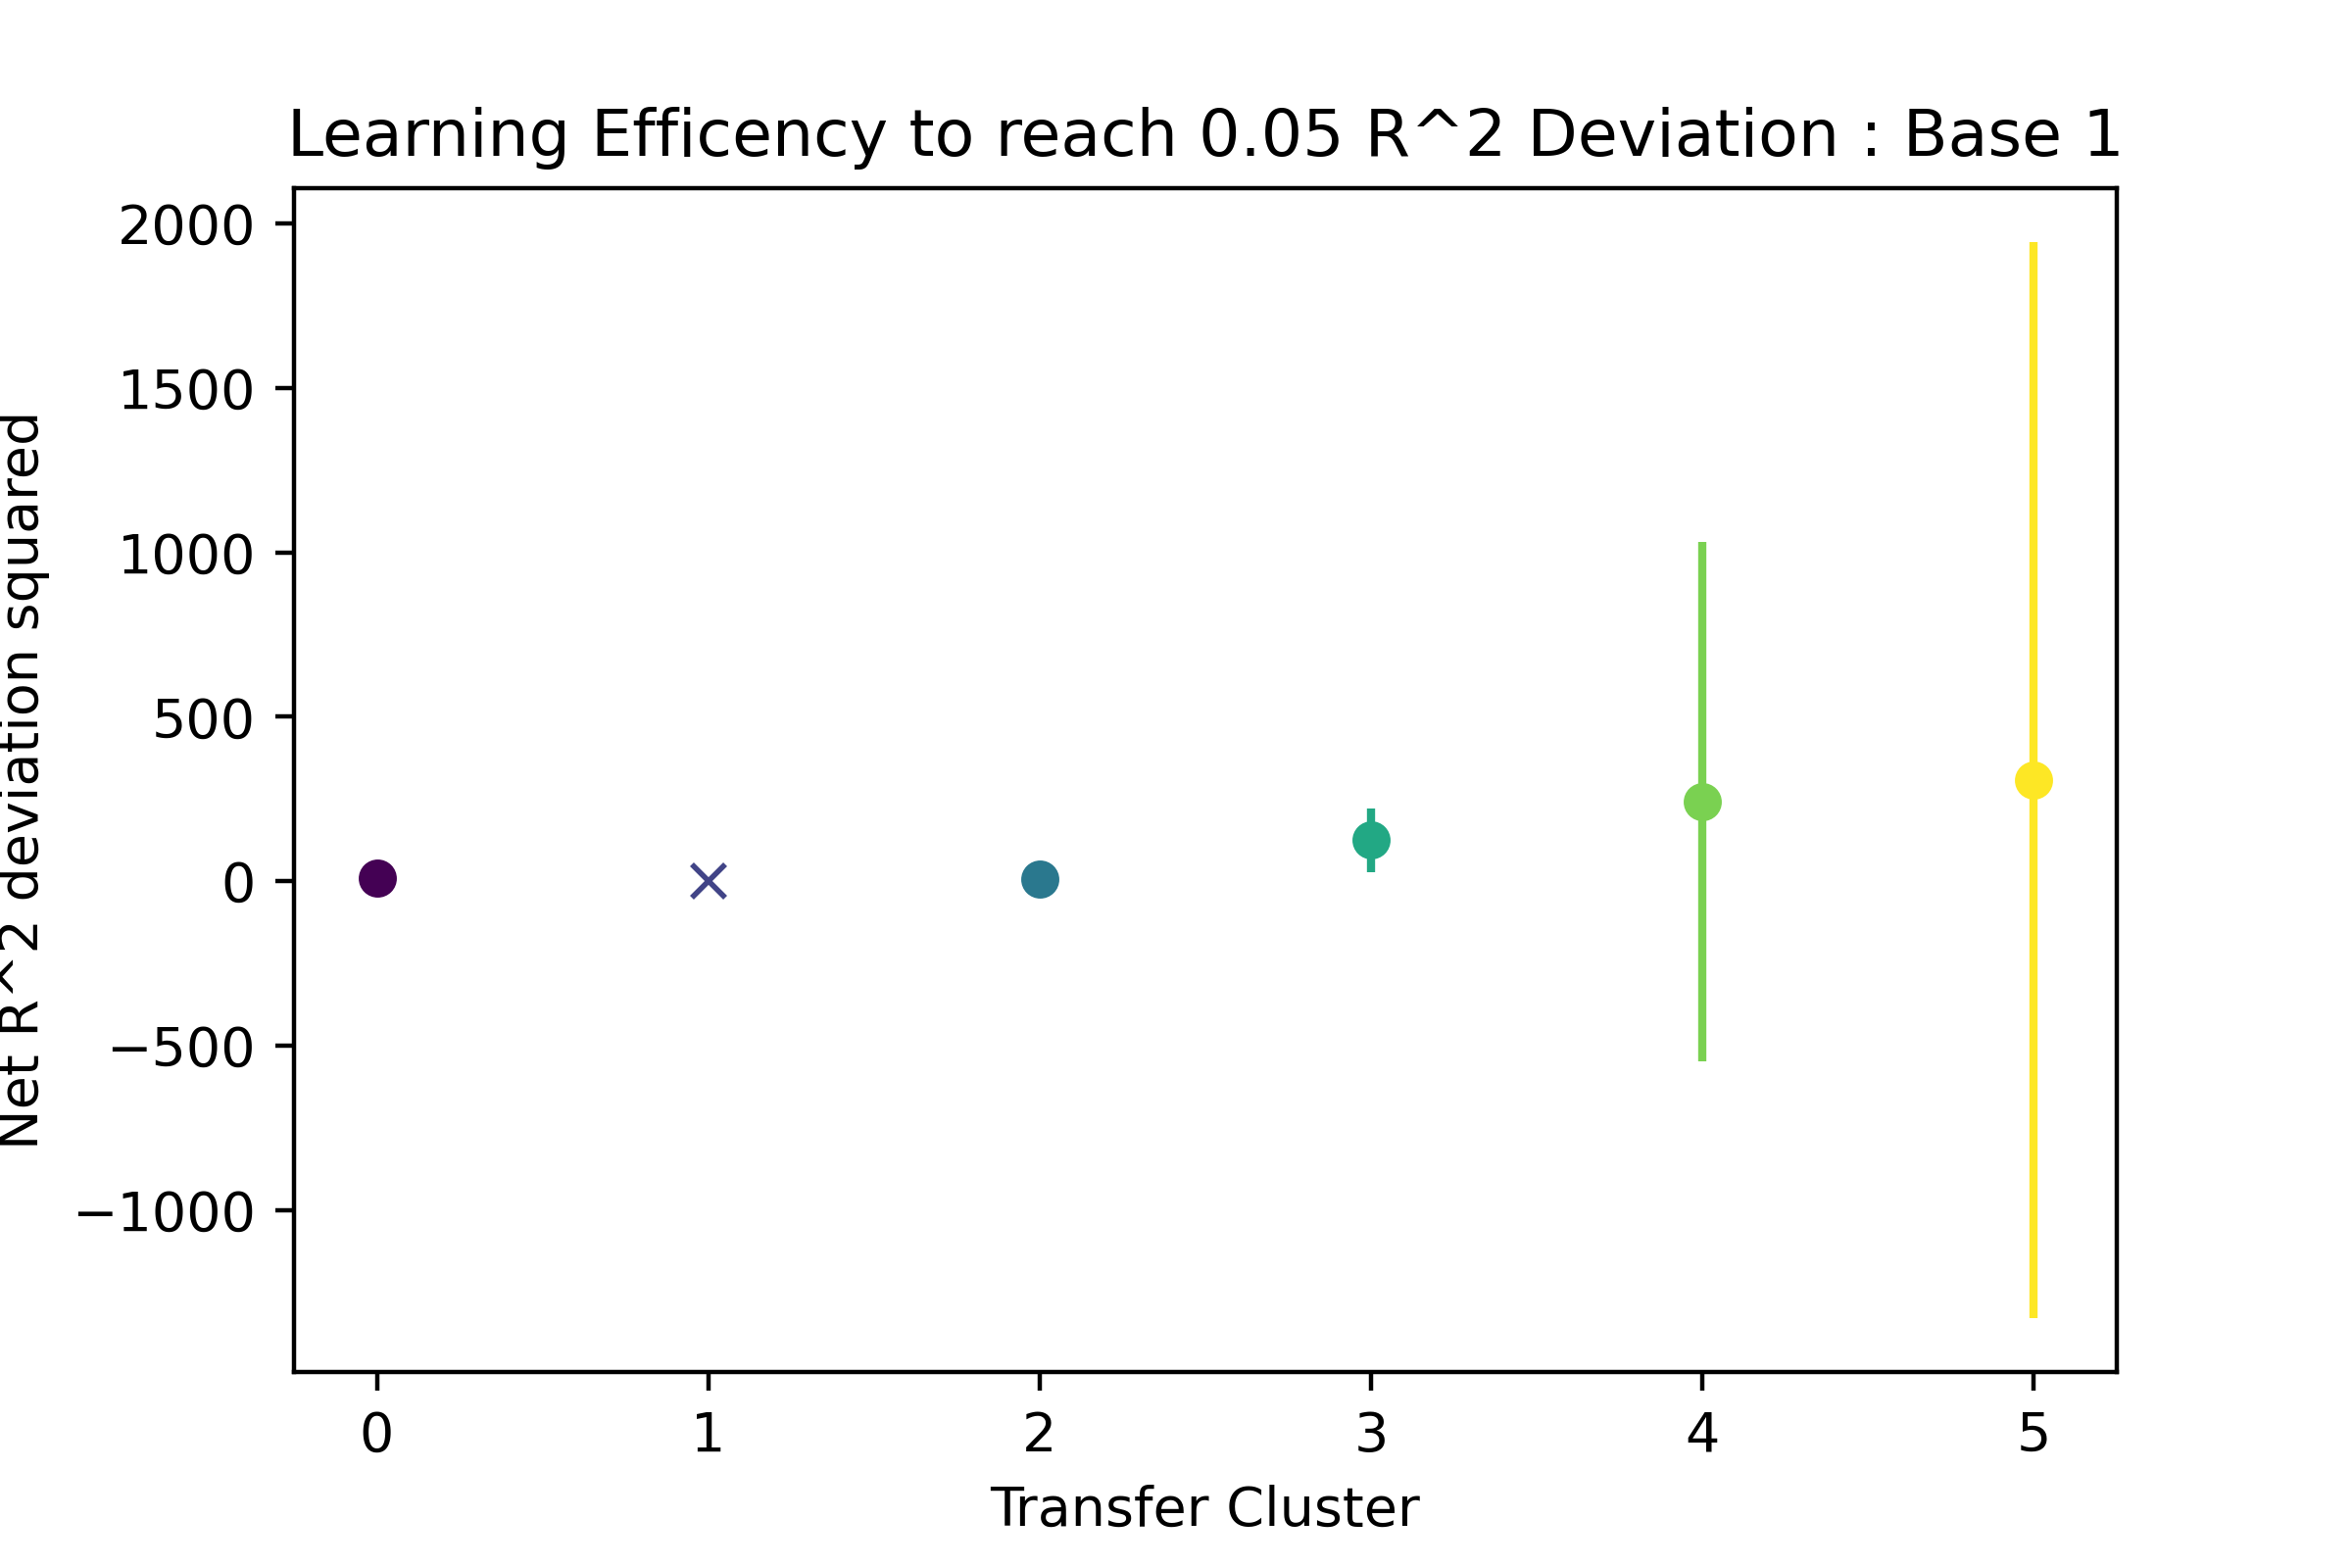 Learning Efficency to reach 0.05 R^2 Deviation : Base 1
2000
1500
1000
500
0
−500
−1000
Net R^2 deviation squared
0 1 2 3 4 5
Transfer Cluster